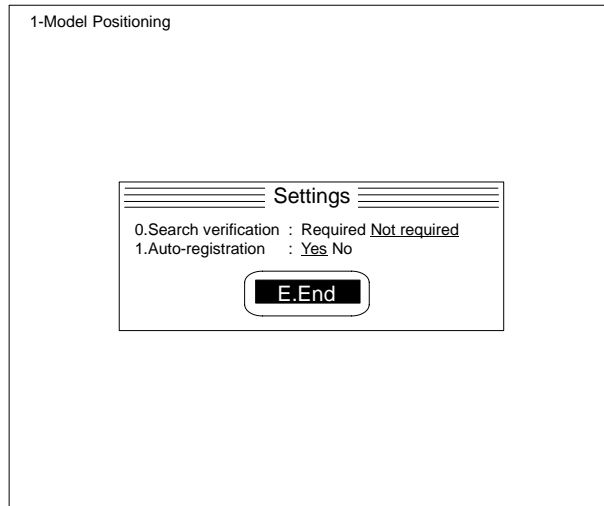 1-Model Positioning
Settings
0.Search verification : Required Not required
1.Auto-registration : Yes No
E.End